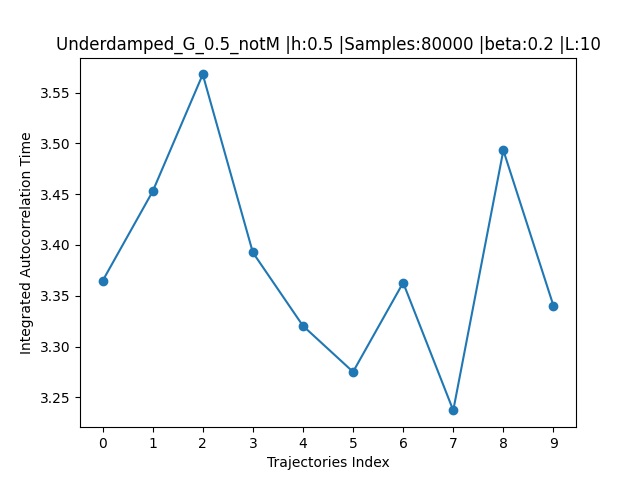 Underdamped_G_0.5_notM |h:0.5 |Samples:80000 |beta:0.2 |L:10
Integrated Autocorrelation Time
3.55
3.50
3.45
3.40
3.35
3.30
3.25
0 1 2 3 4 5 6 7 8 9
Trajectories Index